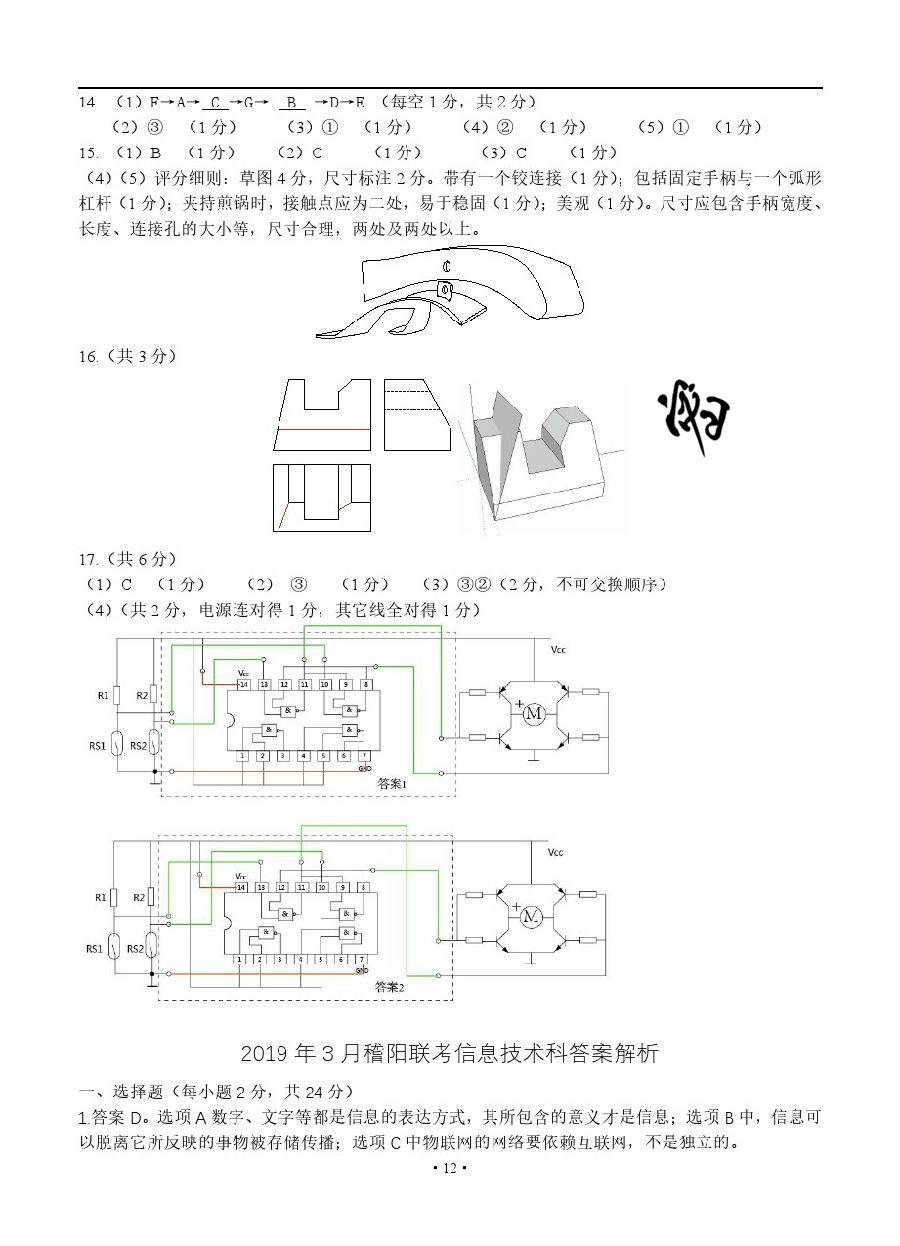 14 （1）F→A→ C →G→ B →D→E （每空 1 分，共 2 分）
（2）③ （1 分） （3）① （1 分） （4）② （1 分） （5）① （1 分）
15. （1）B （1 分） （2）C （1 分） （3）C （1 分）
（4）（5）评分细则：草图 4 分，尺寸标注 2 分。带有一个铰连接（1 分）；包括固定手柄与一个弧形
杠杆（1 分）；夹持煎锅时，接触点应为二处，易于稳固（1 分）；美观（1 分）。尺寸应包含手柄宽度、
长度、连接孔的大小等，尺寸合理，两处及两处以上。
16.（共 3 分）
17.（共 6 分）
（1）C （1 分） （2） ③ （1 分） （3）③②（2 分，不可交换顺序）
（4）（共 2 分，电源连对得 1 分；其它线全对得 1 分）
Vcc
Vcc
14 13 12 11 10 9 8
R1 R2
& &
+ M
& &
RS1 RS2
1 2 3 4 5 6 7
GND
答案1
Vcc
Vcc
14 13 12 11 10 9 8
R1 R2
& &
+ M
& &
RS1 RS2
1 2 3 4 5 6 7
GND
答案2
2019 年 3 月稽阳联考信息技术科答案解析
一、选择题（每小题 2 分，共 24 分）
1.答案 D。选项 A 数字、文字等都是信息的表达方式，其所包含的意义才是信息；选项 B 中，信息可
以脱离它所反映的事物被存储传播；选项 C 中物联网的网络要依赖互联网，不是独立的。
· 12 ·